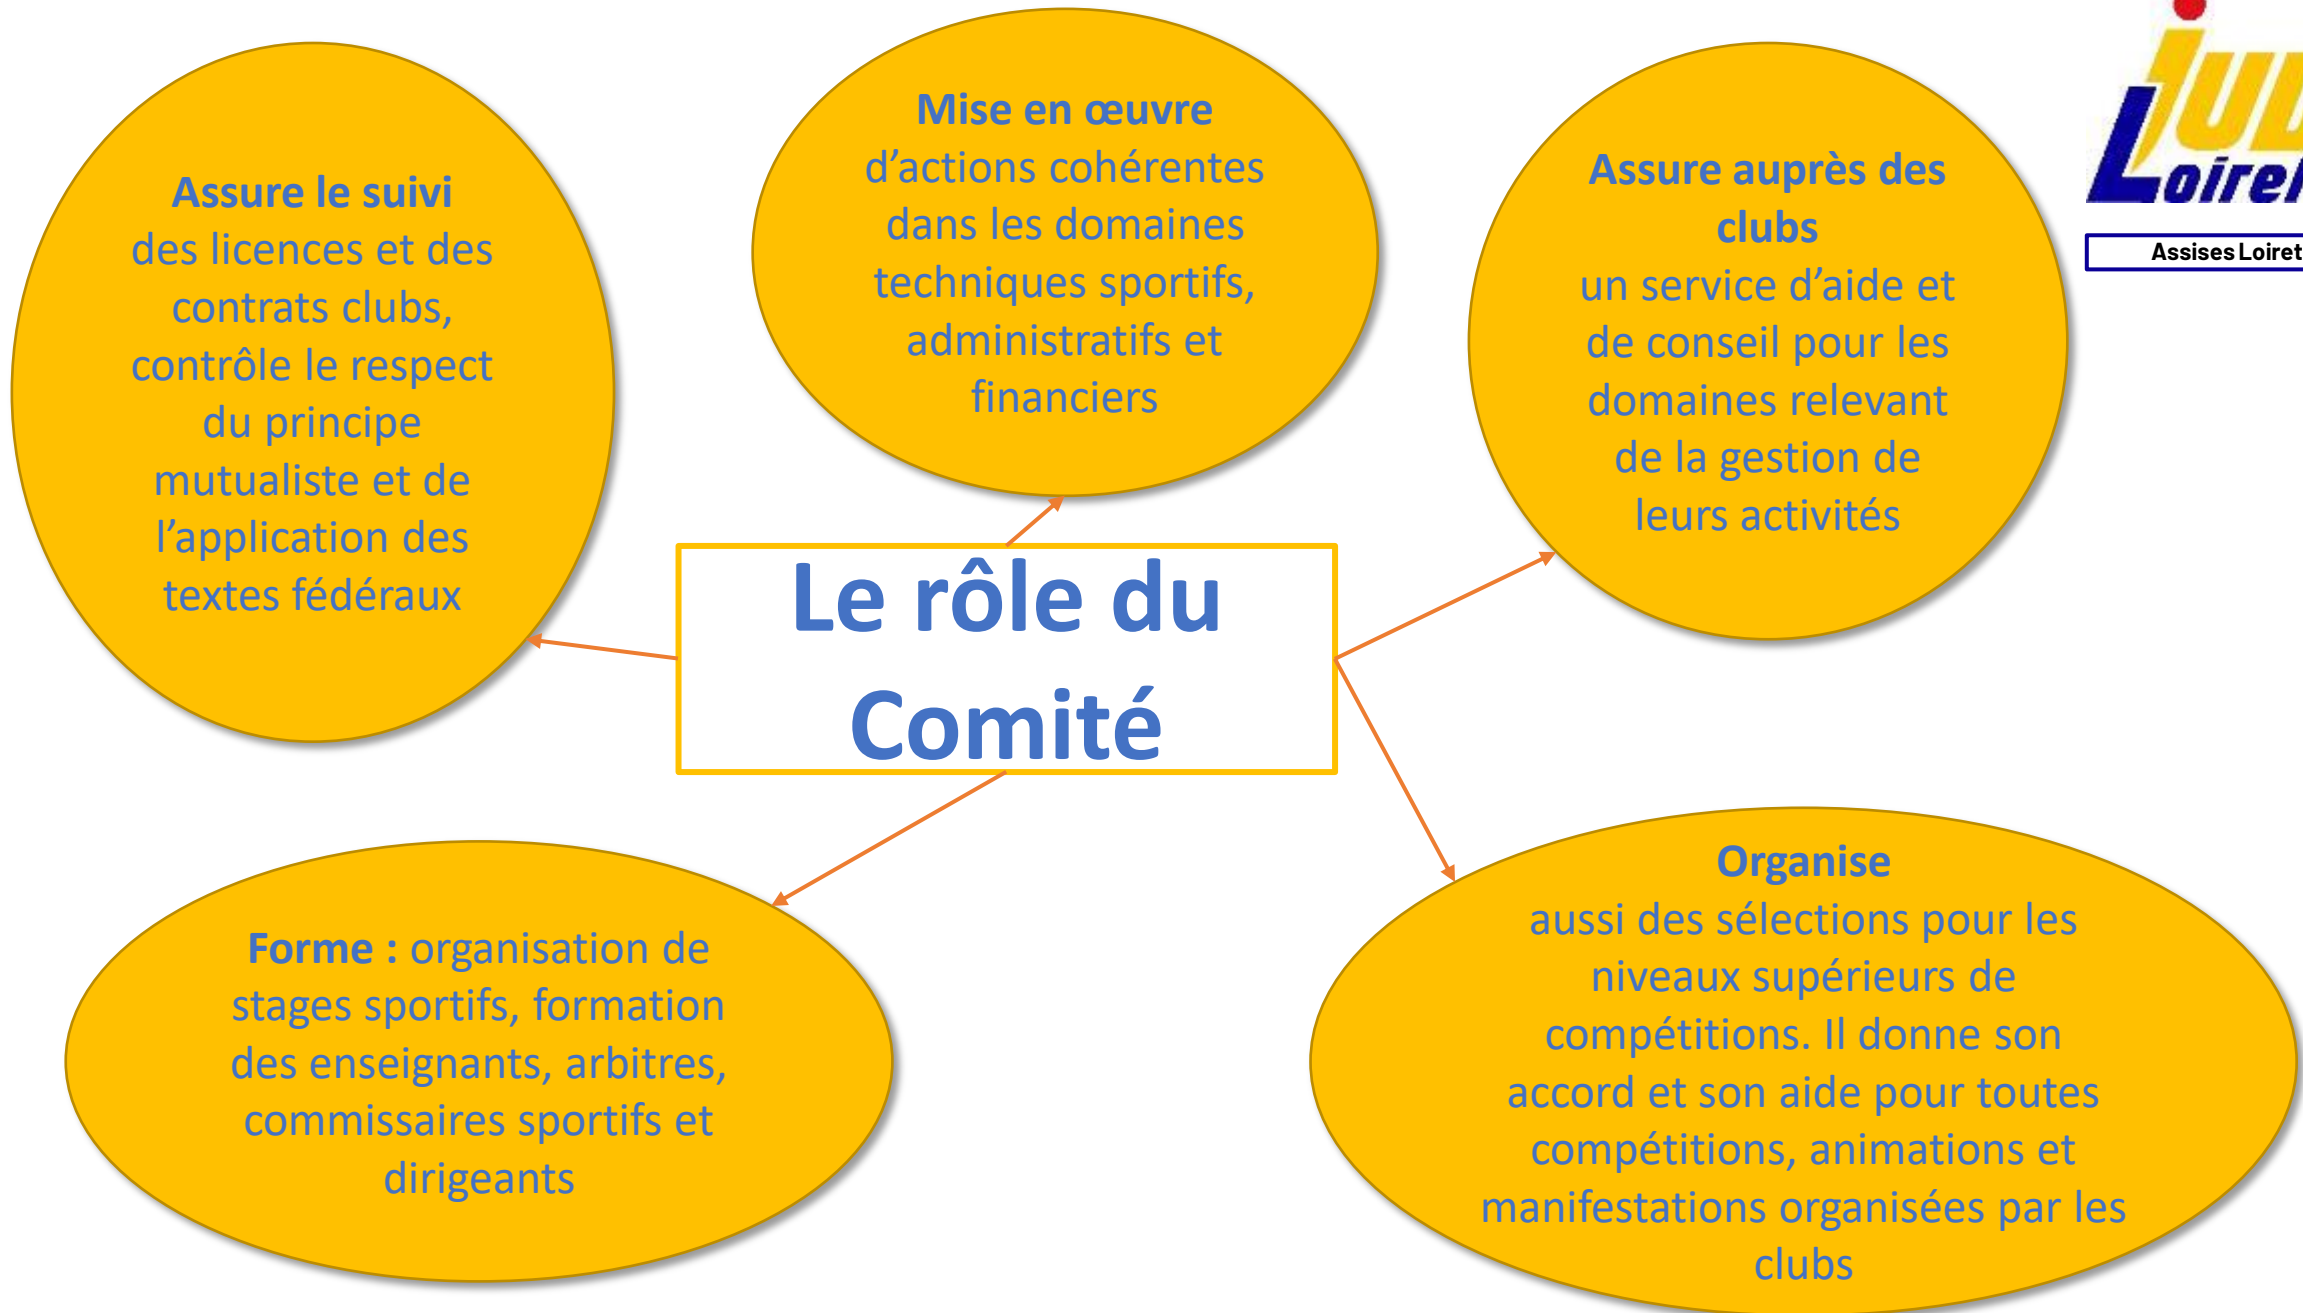 Assure le suivi
des licences et des
contrats clubs,
contrôle le respect
du principe
mutualiste et de
l’application des
textes fédéraux
Mise en œuvre
d’actions cohérentes
dans les domaines
techniques sportifs,
administratifs et
financiers
Assure auprès des
clubs
un service d’aide et
de conseil pour les
domaines relevant
de la gestion de
leurs activités
Assises Loiret
Le rôle du
Comité
Forme : organisation de
stages sportifs, formation
des enseignants, arbitres,
commissaires sportifs et
dirigeants
Organise
aussi des sélections pour les
niveaux supérieurs de
compétitions. Il donne son
accord et son aide pour toutes
compétitions, animations et
manifestations organisées par les
clubs